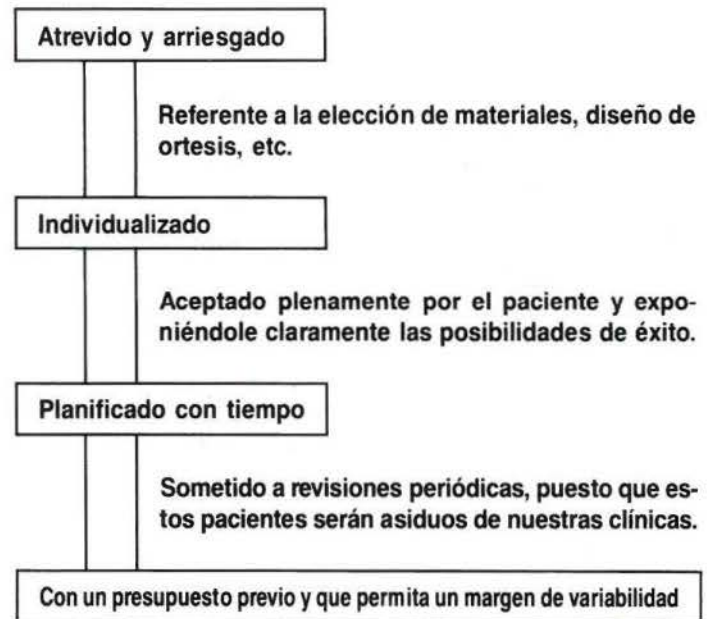 Atrevido y arriesgado
Referente a la elección de materiales, diseño de
ortesis, etc.
Individualizado
Aceptado plenamente por el paciente y expo-
niéndole claramente las posibilidades de éxito.
Planificado con tiempo
Sometido a revisiones periódicas, puesto que es-
tos pacientes serán asiduos de nuestras clínicas.
Con un presupuesto previo y que permita un margen de variabilidad